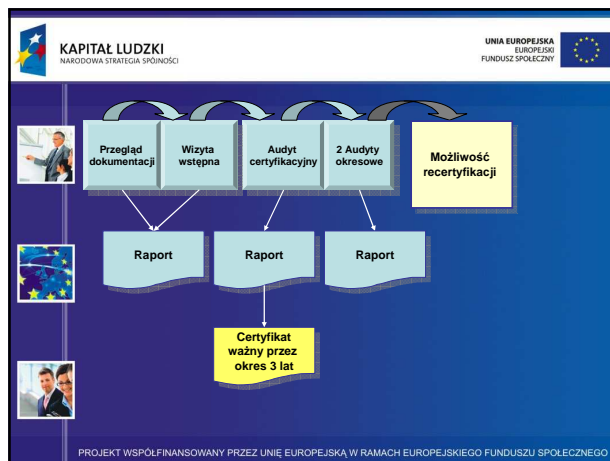 KAPITAŁ LUDZKI
NARODOWA STRATEGIA SPÓJNOŚCI
UNIA EUROPEJSKA
EUROPEJSKI
FUNDUSZ SPOŁECZNY
Przegląd
dokumentacji
Wizyta
wstępna
Audyt
certyfikacyjny
2 Audyty
okresowe
Możliwość
recertyfikacji
Raport
Raport
Raport
Certyfikat
ważny przez
okres 3 lat
PROJEKT WSPÓŁFINANSOWANY PRZEZ UNIĘ EUROPEJSKĄ W RAMACH EUROPEJSKIEGO FUNDUSZU SPOŁECZNEGO